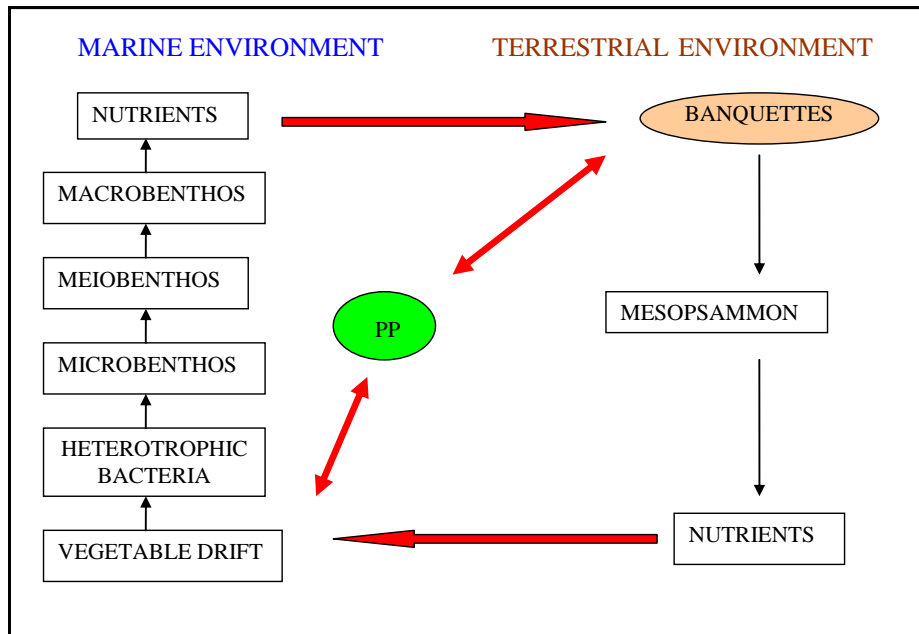 MARINE ENVIRONMENT
TERRESTRIAL ENVIRONMENT
NUTRIENTS
MACROBENTHOS
MEIOBENTHOS
MICROBENTHOS
HETEROTROPHIC
BACTERIA
VEGETABLE DRIFT
PP
BANQUETTES
MESOPSAMMON
NUTRIENTS